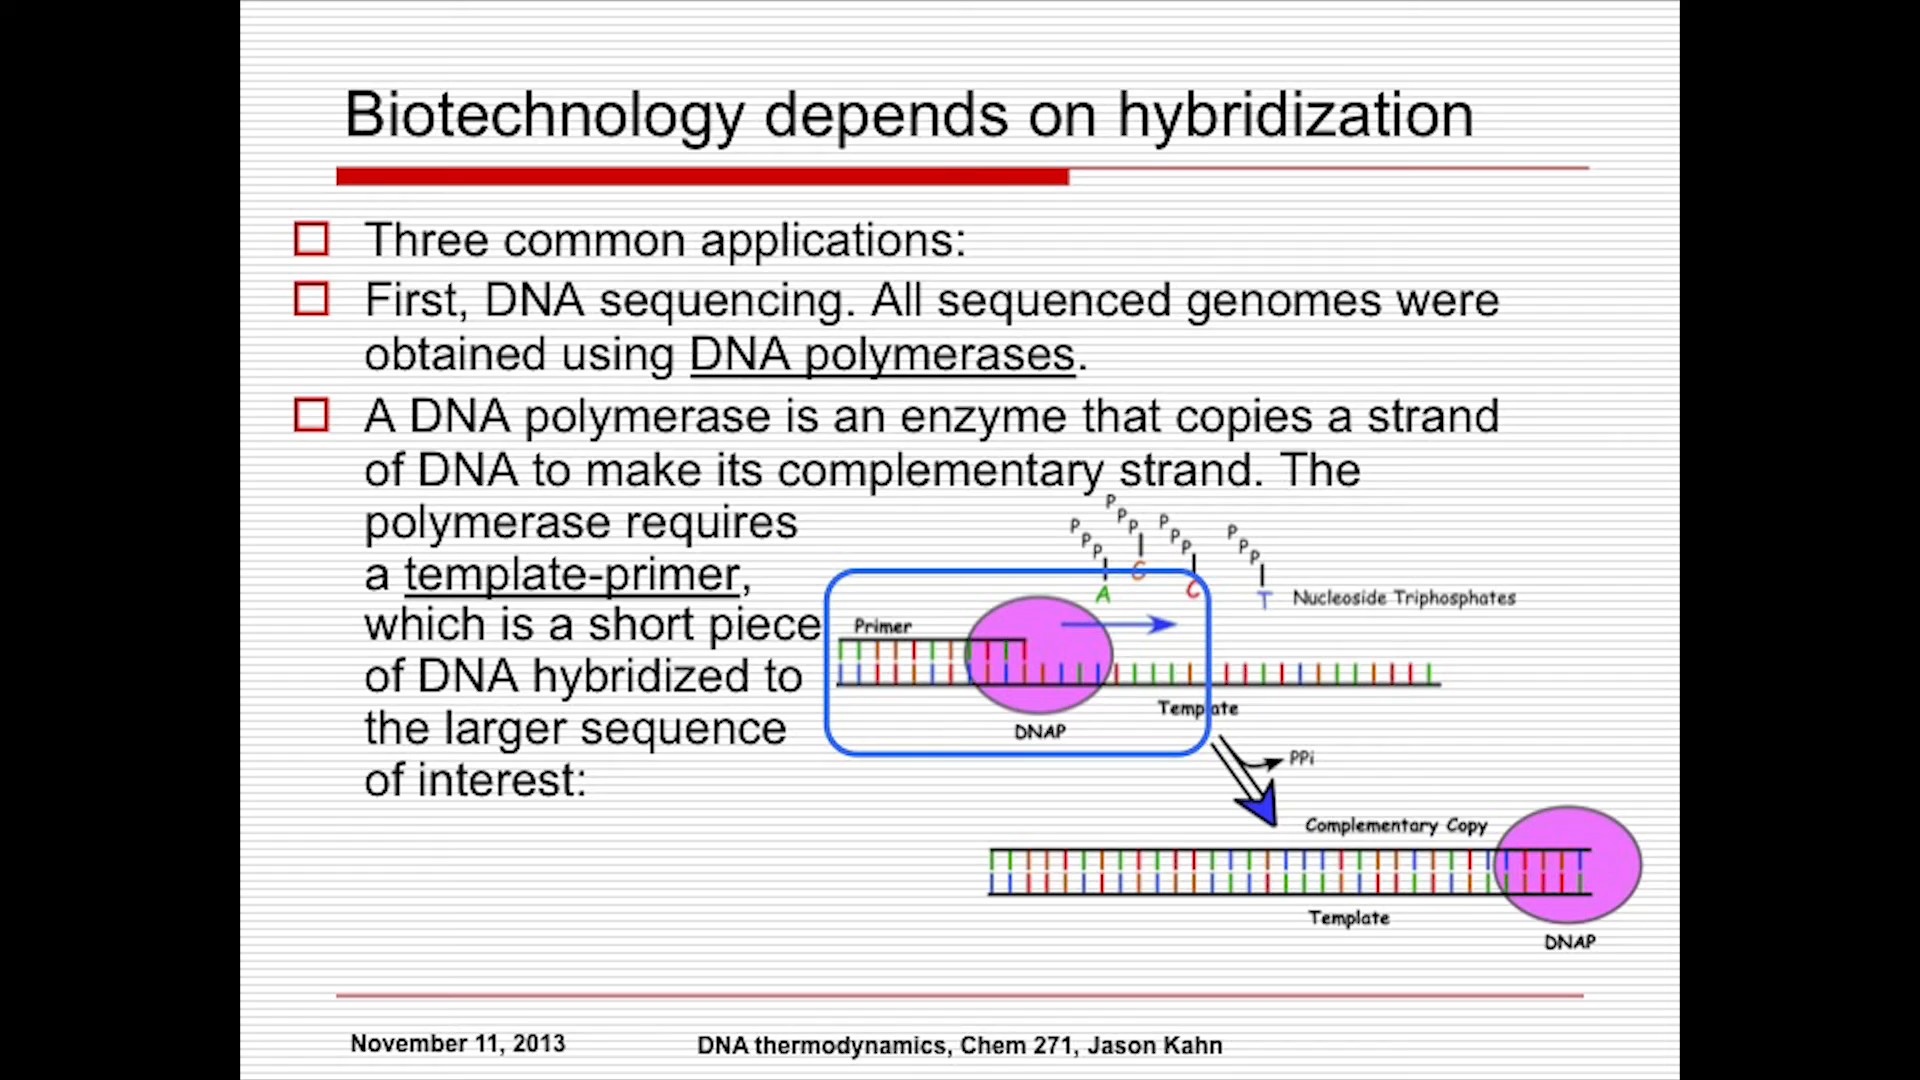 Biotechnology depends on hybridization
Three common applications:
First, DNA sequencing. All sequenced genomes were
obtained using DNA polymerases.
A DNA polymerase is an enzyme that copies a strand
of DNA to make its complementary strand. The
polymerase requires
a template-primer,
which is a short piece
of DNA hybridized to
the larger sequence
of interest:
P P P P
P P P P
P P P P
A G C T Nucleoside Triphosphates
Primer
Template
DNAP
PPi
Complementary Copy
Template
DNAP
November 11, 2013
DNA thermodynamics, Chem 271, Jason Kahn